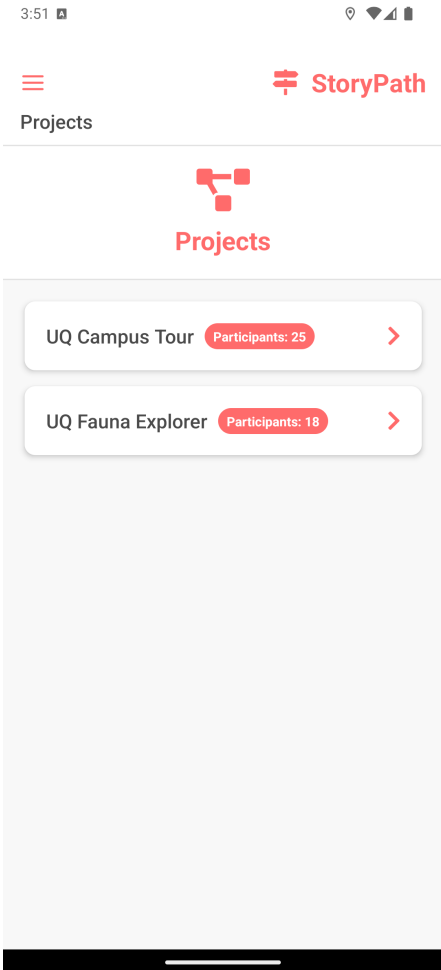 3:51 A
StoryPath
Projects
Projects
UQ Campus Tour Participants: 25
UQ Fauna Explorer Participants: 18